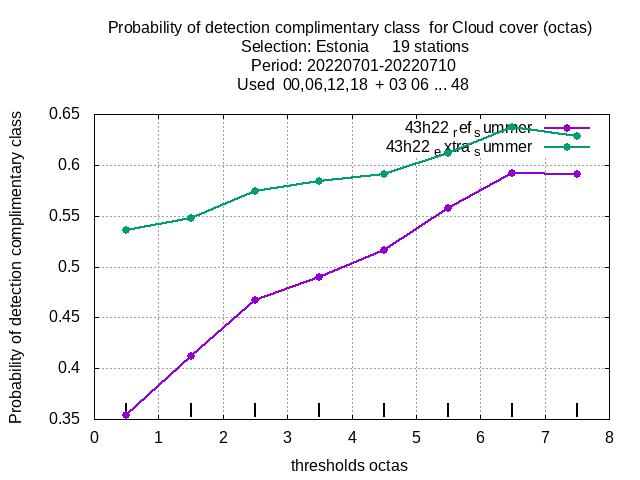 Probability of detection complimentary class  for Cloud cover (octas)
Selection: Estonia     19 stations
Period: 20220701-20220710
Used  00,06,12,18  + 03 06 ... 48
Probability of detection complimentary class
0.65
0.6
0.55
0.5
0.45
0.4
0.35
43h22 ref summer
43h22 extra summer
0 1 2 3 4 5 6 7 8
thresholds octas